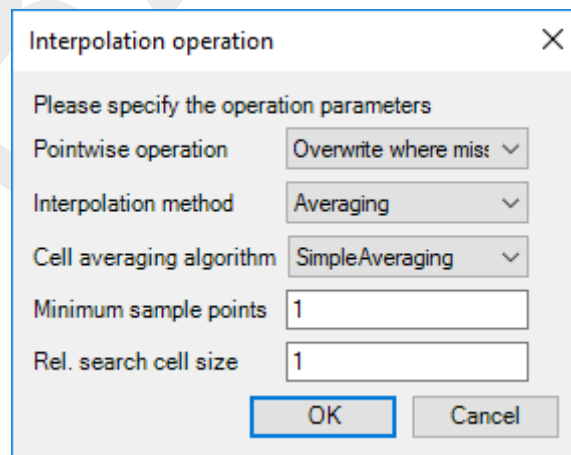 Interpolation operation
Please specify the operation parameters
Pointwise operation Overwrite where miss
Interpolation method Averaging
Cell averaging algorithm SimpleAveraging
Minimum sample points 1
Rel. search cell size 1
OK Cancel